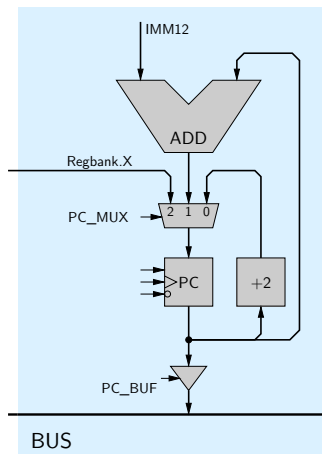 IMM12
ADD
Regbank.X
2 1 0
PC_MUX
PC
+2
PC_BUF
BUS